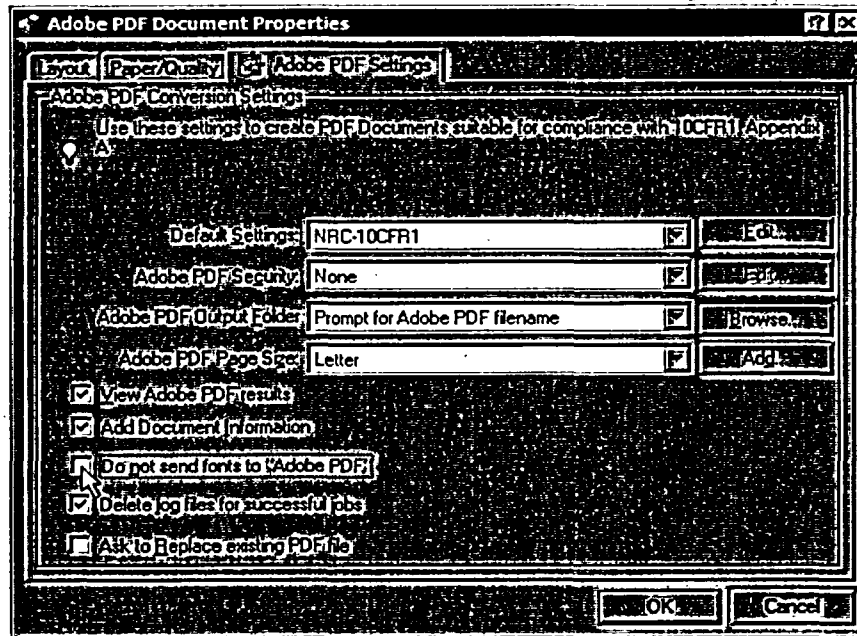 Adobe PDF Document Properties
Layout Paper/Quality Adobe PDF Settings
Adobe PDF Conversion Settings
Use these settings to create PDF Documents suitable for compliance with 10CFR1 Appendix
A.
Default Settings: NRC-10CFR1 Edit...
Adobe PDF Security: None Edit...
Adobe PDF Output Folder: Prompt for Adobe PDF filename Browse...
Adobe PDF Page Size: Letter Add...
View Adobe PDF results
Add Document Information
Do not send fonts to "Adobe PDF"
Delete log files for successful jobs
Ask to Replace existing PDF file
OK Cancel